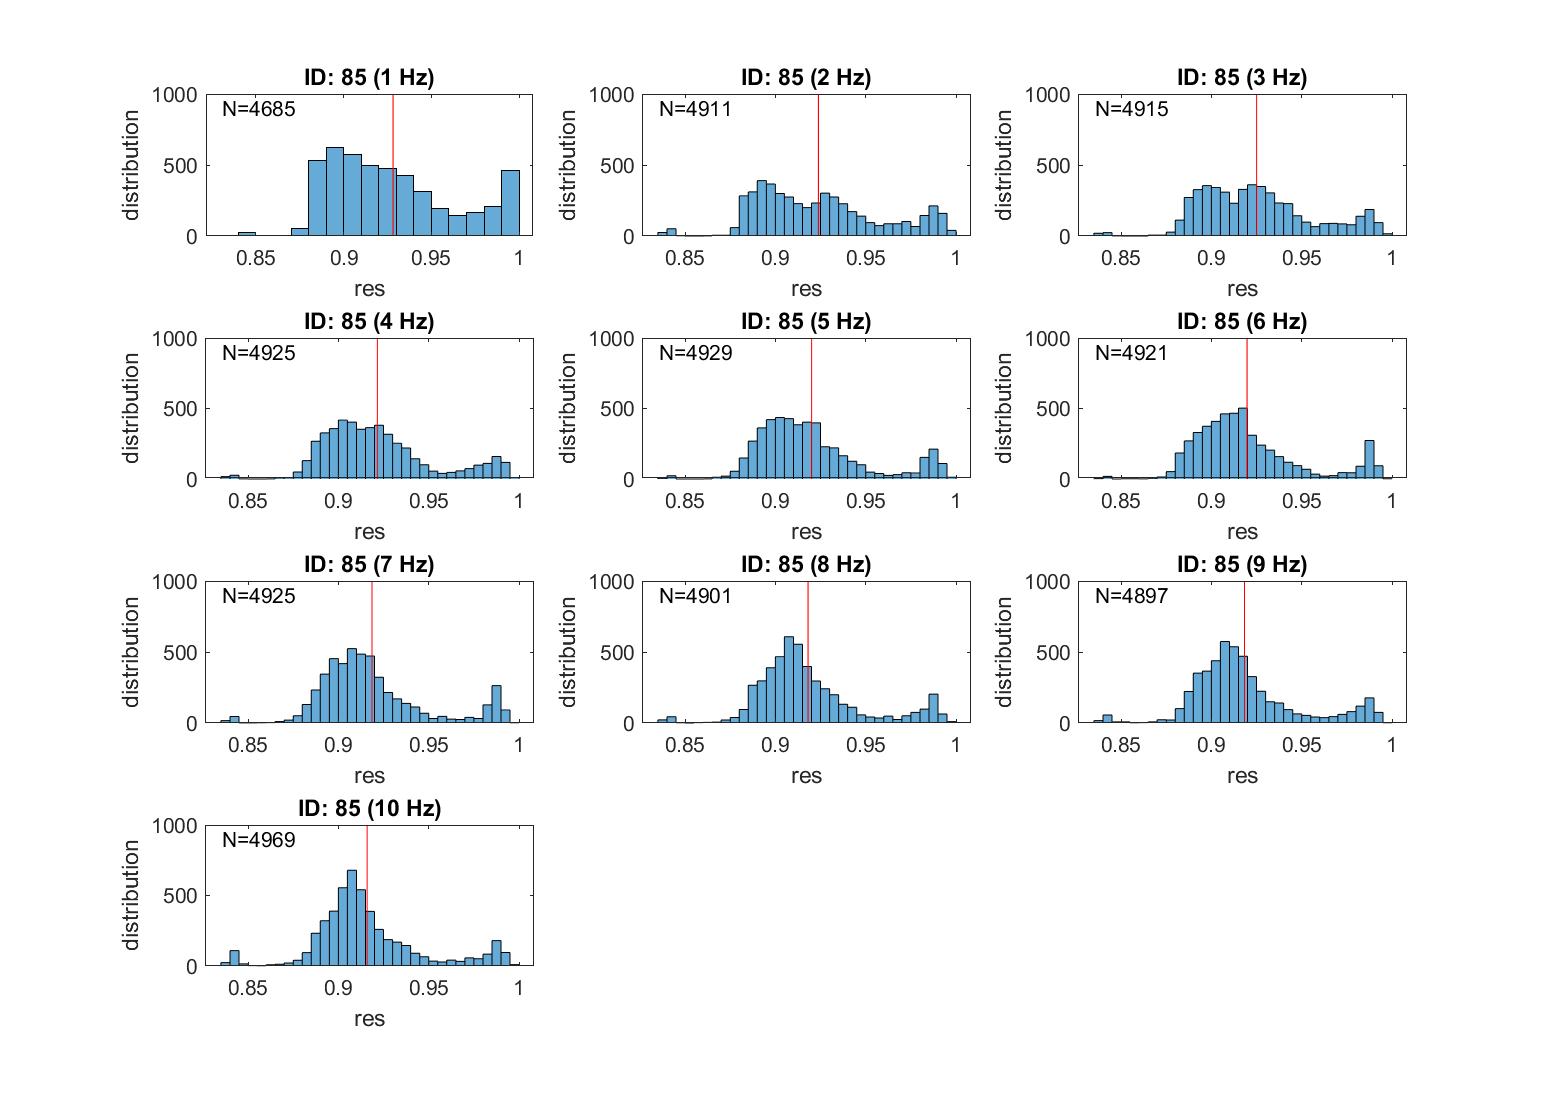 ID: 85 (1 Hz)
N=4685
1000
500
0
distribution
0.85 0.9 0.95 1
res
ID: 85 (2 Hz)
N=4911
1000
500
0
distribution
0.85 0.9 0.95 1
res
ID: 85 (3 Hz)
N=4915
1000
500
0
distribution
0.85 0.9 0.95 1
res
ID: 85 (4 Hz)
N=4925
1000
500
0
distribution
0.85 0.9 0.95 1
res
ID: 85 (5 Hz)
N=4929
1000
500
0
distribution
0.85 0.9 0.95 1
res
ID: 85 (6 Hz)
N=4921
1000
500
0
distribution
0.85 0.9 0.95 1
res
ID: 85 (7 Hz)
N=4925
1000
500
0
distribution
0.85 0.9 0.95 1
res
ID: 85 (8 Hz)
N=4901
1000
500
0
distribution
0.85 0.9 0.95 1
res
ID: 85 (9 Hz)
N=4897
1000
500
0
distribution
0.85 0.9 0.95 1
res
ID: 85 (10 Hz)
N=4969
1000
500
0
distribution
0.85 0.9 0.95 1
res